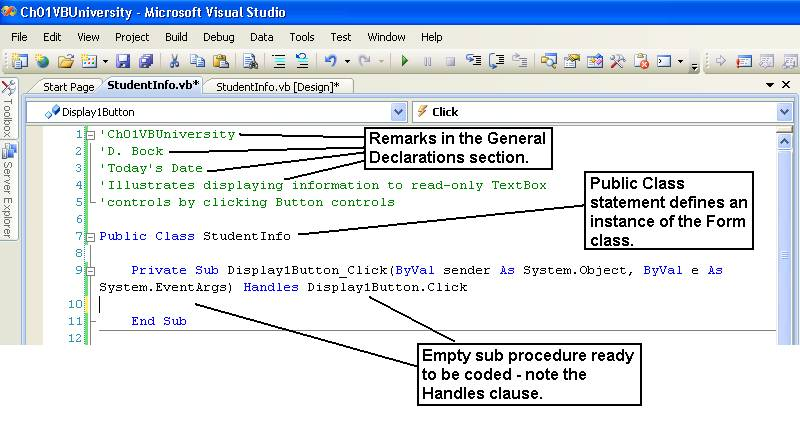 Ch01VBUniversity - Microsoft Visual Studio
File Edit View Project Build Debug Data Tools Test Window Help
Start Page StudentInfo.vb* StudentInfo.vb [Design]*
Toolbox
Server Explorer
Display1Button Click
1 'Ch01VBUniversity
2 'D. Bock
3 'Today's Date
4 'Illustrates displaying information to read-only TextBox
5 'controls by clicking Button controls
6
7 Public Class StudentInfo
8
9 Private Sub Display1Button_Click(ByVal sender As System.Object, ByVal e As
System.EventArgs) Handles Display1Button.Click
10
11 End Sub
12
Remarks in the General
Declarations section.
Public Class
statement defines an
instance of the Form
class.
Empty sub procedure ready
to be coded - note the
Handles clause.